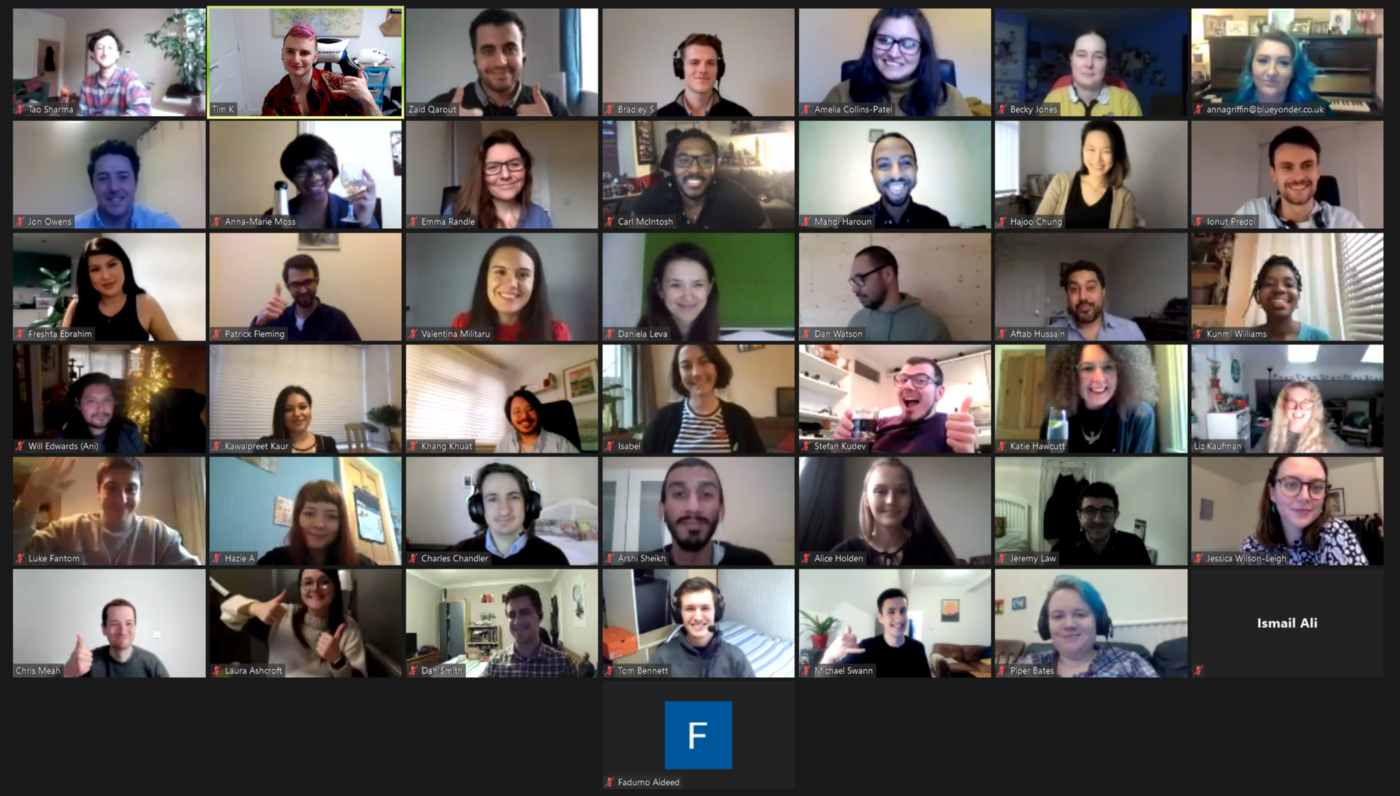 Tao Sharma
Tim K
Zaid Qarout
Bradley S
Amelia Collins-Patel
Becky Jones
annagriffin@blueyonder.co.uk
Jon Owens
Anna-Marie Moss
Emma Randle
Carl McIntosh
Mahdi Haroun
Hajoo Chung
Ionut Predoi
Freshta Ebrahim
Patrick Fleming
Valentina Militaru
Daniela Leva
Dan Watson
Aftab Hussain
Kunmi Williams
Will Edwards (Ani)
Kawalpreet Kaur
Khang Khuat
Isabel
Stefan Kudev
Katie Hawcutt
Liz Kaufman
Luke Fantom
Hazie A
Charles Chandler
Arshi Sheikh
Alice Holden
Jeremy Law
Jessica Wilson-Leigh
Chris Meah
Laura Ashcroft
Dan Smith
Tom Bennett
Michael Swann
Piper Bates
Ismail Ali
F
Fadumo Aideed